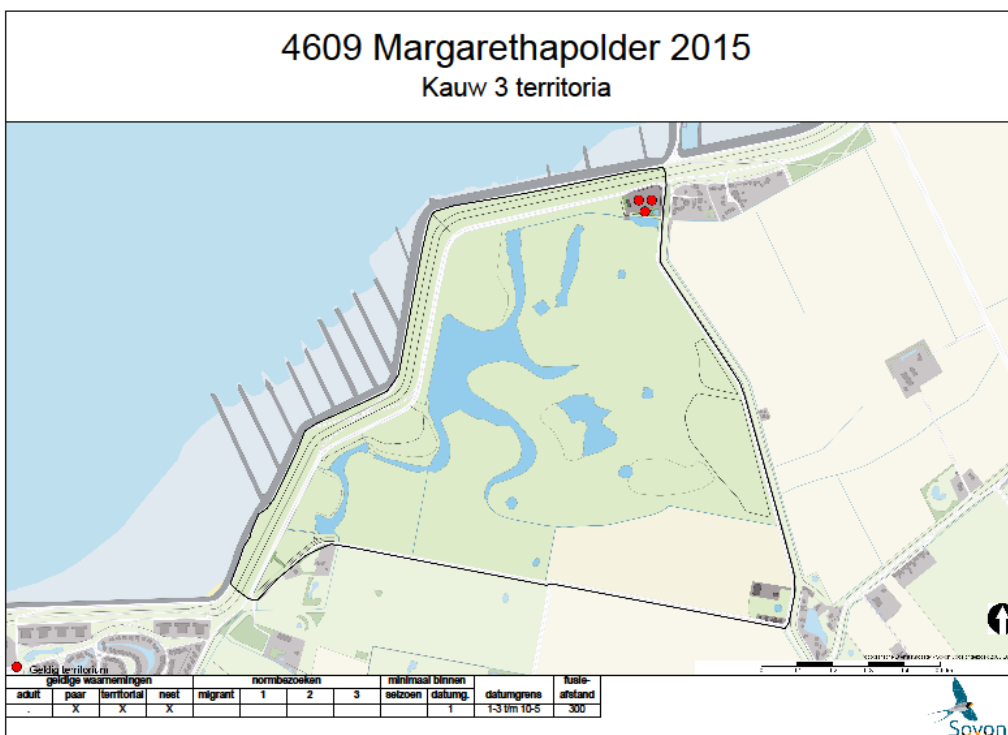 4609 Margarethapolder 2015
Kauw 3 territoria
Geldig territorium
geldige waarnemingen normbezoeken minimaal binnen fusie-
adult paar territorial nest migrant 1 2 3 seizoen datumg. datumgrens afstand
. X X X 1 1-3 t/m 10-5 300
Sovon